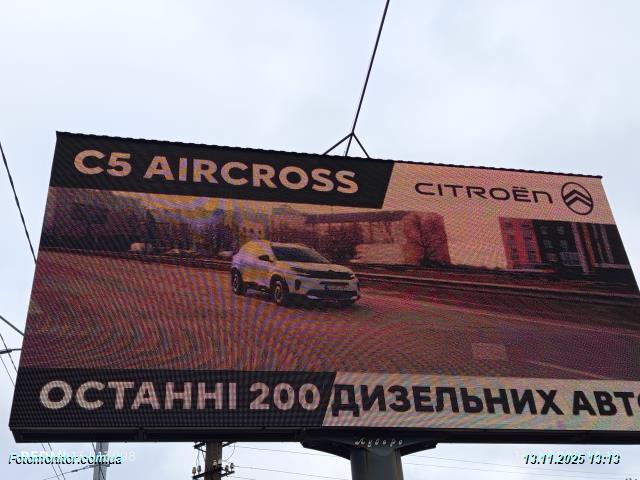 C5 AIRCROSS
CITROËN
ОСТАННІ 200 ДИЗЕЛЬНИХ АВТО
Fotomonitor.com.ua
13.11.2025 13:13